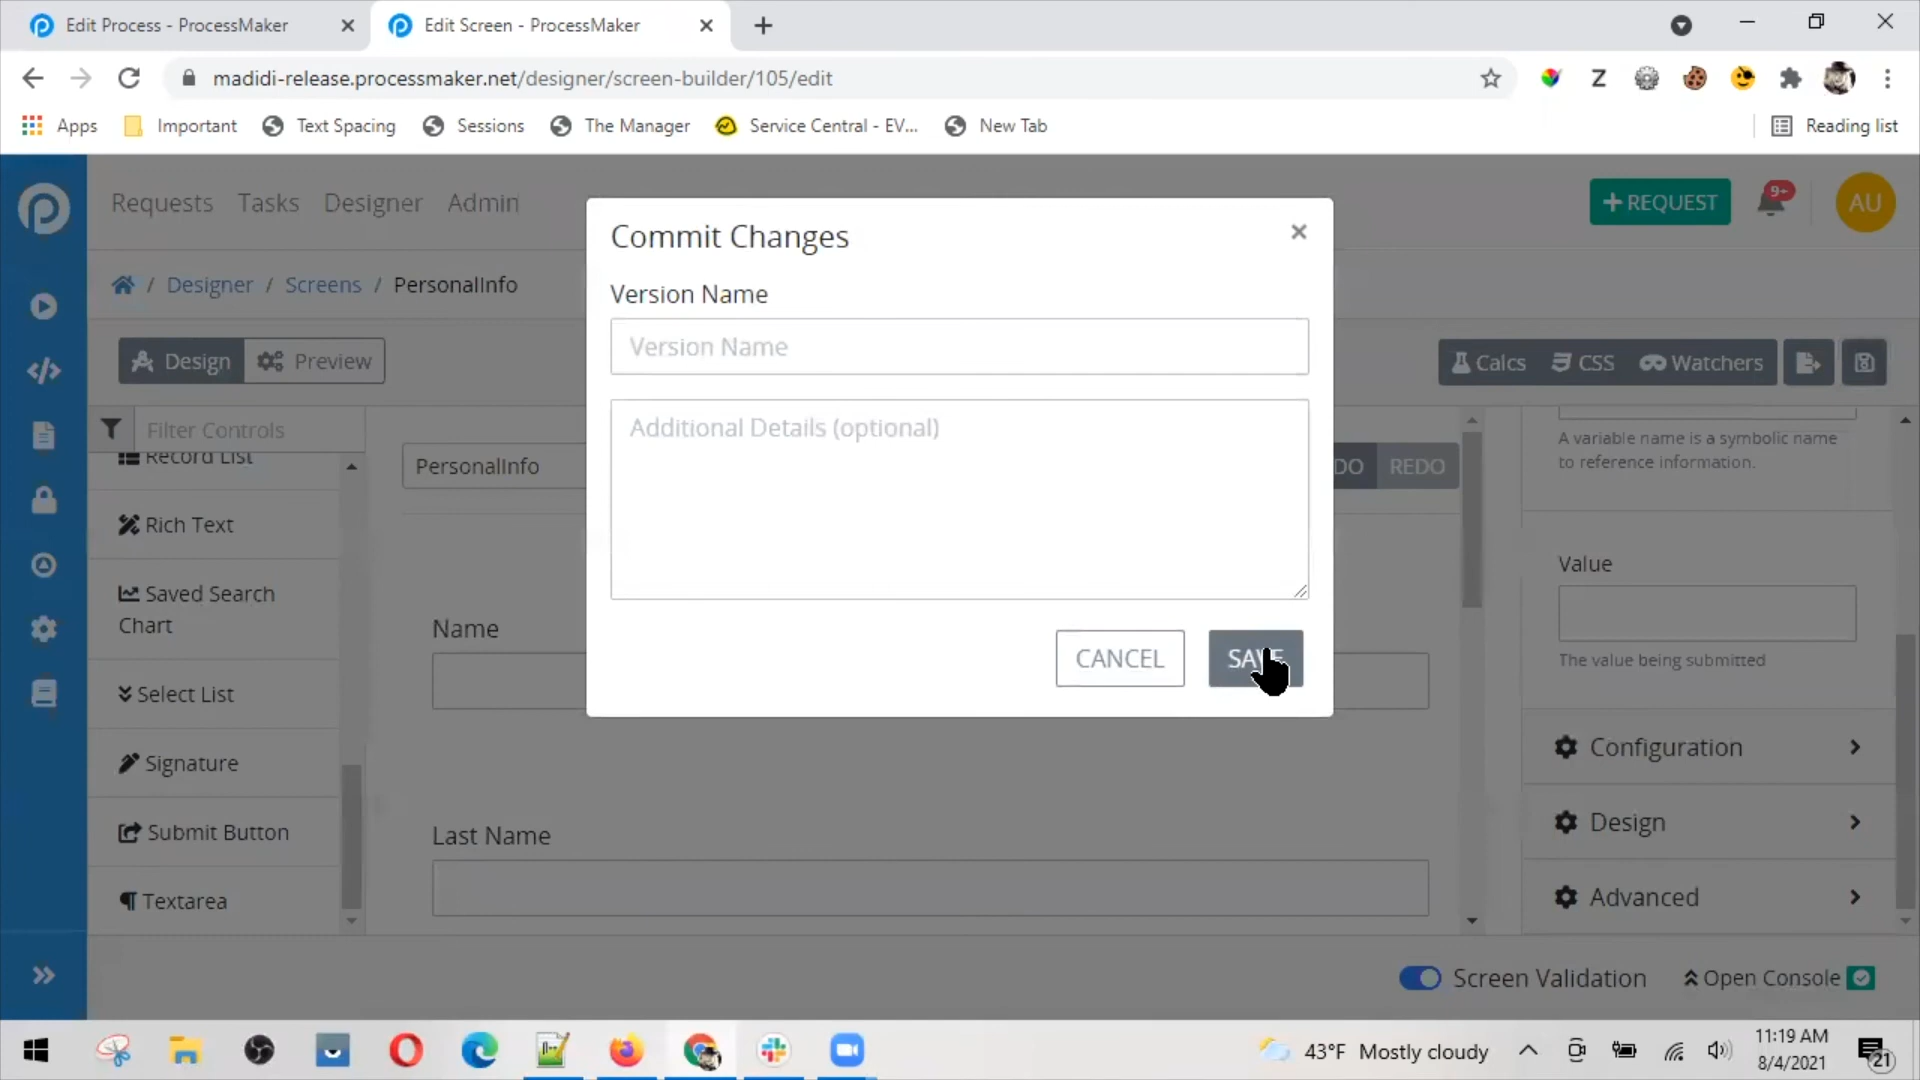 Edit Process - ProcessMaker
Edit Screen - ProcessMaker
madidi-release.processmaker.net/designer/screen-builder/105/edit
Z
Apps
Important
Text Spacing
Sessions
The Manager
Service Central - EV...
New Tab
Reading list
Requests
Tasks
Designer
Admin
REQUEST
9+
AU
/ Designer / Screens / PersonalInfo
Design
Preview
Calcs
CSS
Watchers
Commit Changes
Version Name
Version Name
Additional Details (optional)
CANCEL
SAVE
Filter Controls
Record List
Rich Text
Saved Search
Chart
Select List
Signature
Submit Button
Textarea
PersonalInfo
DO
REDO
Name
Last Name
A variable name is a symbolic name
to reference information.
Value
The value being submitted
Configuration
Design
Advanced
Screen Validation
Open Console
43°F Mostly cloudy
11:19 AM
8/4/2021
21